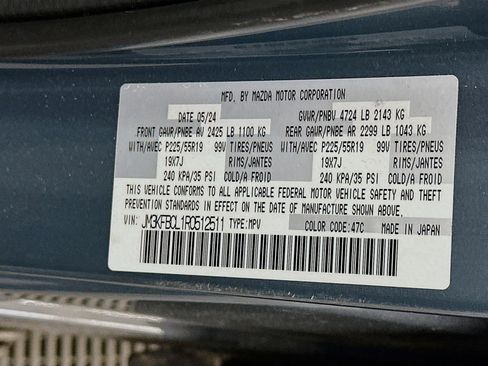 MFD. BY MAZDA MOTOR CORPORATION
DATE 05/24 GVWR/PNBV 4724 LB 2143 KG
FRONT GAWR/PNBE AV 2425 LB 1100 KG REAR GAWR/PNBE AR 2299 LB 1043 KG
WITH/AVEC P225/55R19 99V TIRES/PNEUS WITH/AVEC P225/55R19 99V TIRES/PNEUS
19X7J RIMS/JANTES 19X7J RIMS/JANTES
240 KPA/35 PSI COLD/A FROID 240 KPA/35 PSI COLD/A FROID
THIS VEHICLE CONFORMS TO ALL APPLICABLE FEDERAL MOTOR VEHICLE SAFETY AND THEFT
PREVENTION STANDARDS IN EFFECT ON THE DATE OF MANUFACTURE SHOWN ABOVE.
VIN: JM3KFBCL1R0512511 TYPE:MPV COLOR CODE:47C MADE IN JAPAN